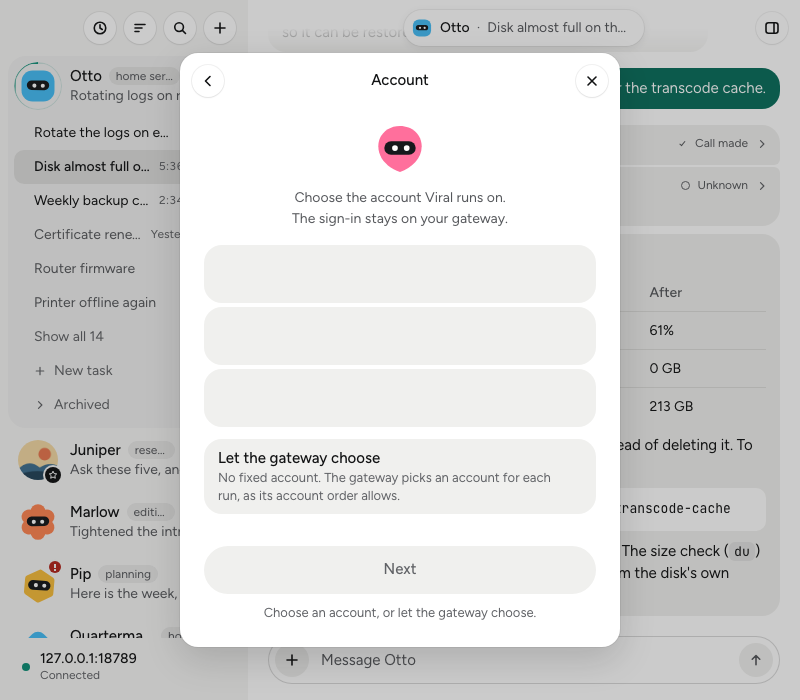 Otto
home ser...
Rotating logs on
Rotate the logs on e...
Disk almost full o...
5:36
Weekly backup c...
2:34
Certificate rene...
Router firmware
Printer offline again
Show all 14
New task
Archived
Juniper
rese...
Ask these five, an
Marlow
editi...
Tightened the
Pip
planning
Here is the week,
127.0.0.1:18789
Connected
so it can be
Otto · Disk almost full on th...
the transcode cache.
Call made
Unknown
After
61%
0 GB
213 GB
of deleting it. To
transcode-cache
The size check ( du )
the disk's own
Message Otto
Account
Choose the account Viral runs on.
The sign-in stays on your gateway.
Let the gateway choose
No fixed account. The gateway picks an account for each
run, as its account order allows.
Next
Choose an account, or let the gateway choose.